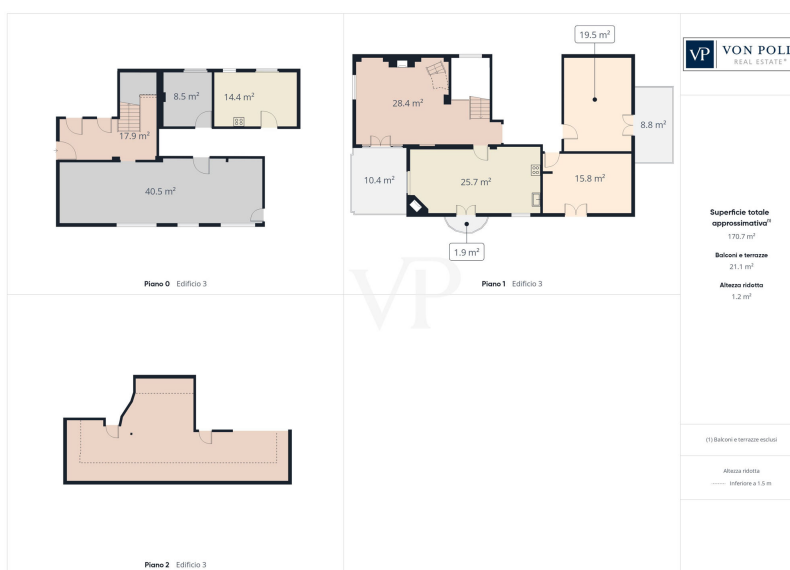 19.5 m²
8.5 m²
14.4 m²
17.9 m²
40.5 m²
28.4 m²
8.8 m²
10.4 m²
25.7 m²
15.8 m²
1.9 m²
Piano 0 Edificio 3
Piano 1 Edificio 3
VP
Piano 2 Edificio 3
VP VON POLL
REAL ESTATE®
Superficie totale
approssimativa(1)
170.7 m²
Balconi e terrazze
21.1 m²
Altezza ridotta
1.2 m²
(1) Balconi e terrazze esclusi
Altezza ridotta
Inferiore a 1.5 m